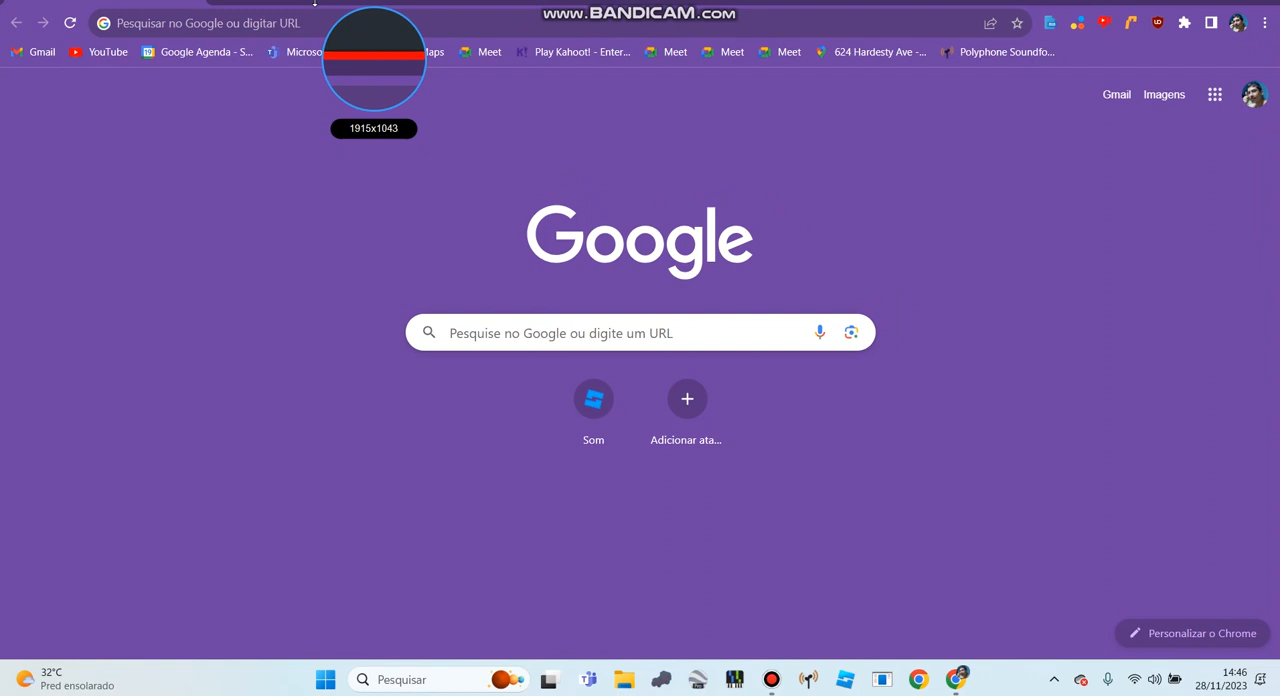 www.BANDICAM.com
Pesquisar no Google ou digitar URL
Gmail YouTube Google Agenda - S... Meet Play Kahoot! - Enter... Meet Meet Meet 624 Hardesty Ave -... Polyphone Soundfo...
Gmail Imagens
1915x1043
Google
Pesquise no Google ou digite um URL
Som Adicionar ata...
Personalizar o Chrome
32°C
Pred ensolarado
Pesquisar
14:46
28/11/2023